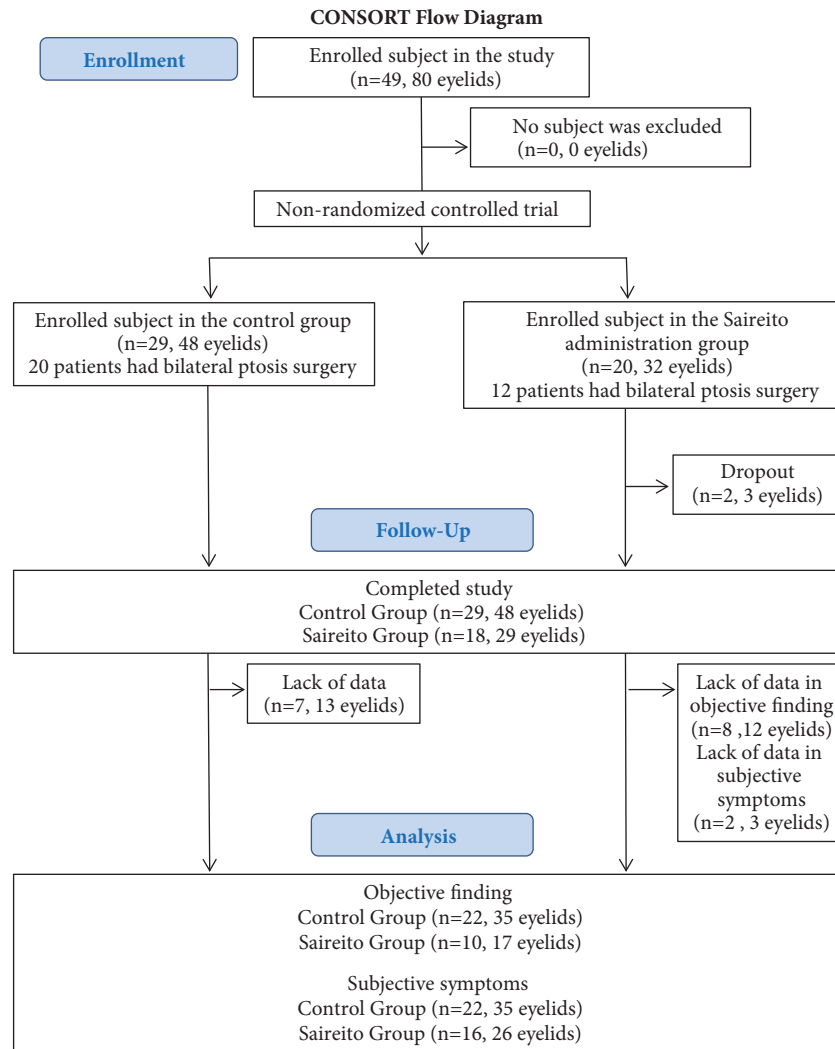 CONSORT Flow Diagram
Enrollment
Enrolled subject in the study
(n=49, 80 eyelids)
No subject was excluded
(n=0, 0 eyelids)
Non-randomized controlled trial
Enrolled subject in the control group
(n=29, 48 eyelids)
20 patients had bilateral ptosis surgery
Enrolled subject in the Saireito
administration group
(n=20, 32 eyelids)
12 patients had bilateral ptosis surgery
Dropout
(n=2, 3 eyelids)
Follow-Up
Completed study
Control Group (n=29, 48 eyelids)
Saireito Group (n=18, 29 eyelids)
Lack of data
(n=7, 13 eyelids)
Lack of data in
objective finding
(n=8 ,12 eyelids)
Lack of data in
subjective
symptoms
(n=2 , 3 eyelids)
Analysis
Objective finding
Control Group (n=22, 35 eyelids)
Saireito Group (n=10, 17 eyelids)
Subjective symptoms
Control Group (n=22, 35 eyelids)
Saireito Group (n=16, 26 eyelids)